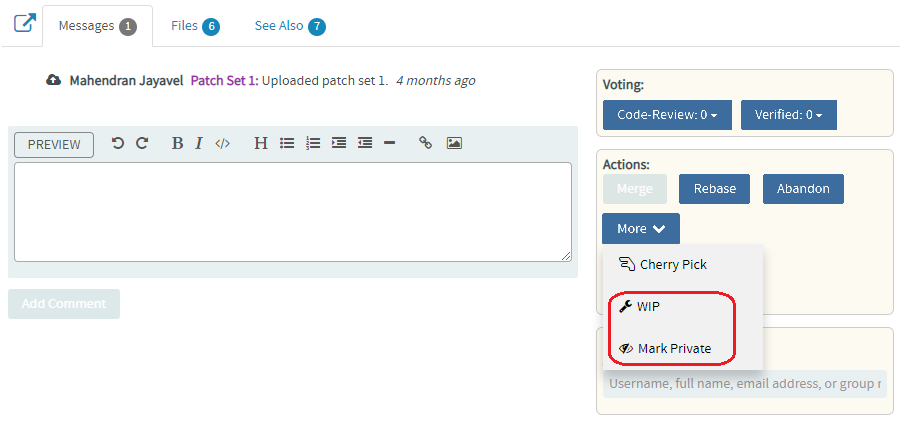 Messages 1 Files 6 See Also 7
Mahendran Jayavel Patch Set 1: Uploaded patch set 1. 4 months ago
PREVIEW B I </> H
Add Comment
Voting:
Code-Review: 0 Verified: 0
Actions:
Merge Rebase Abandon
More
Cherry Pick
WIP
Mark Private
Username, full name, email address, or group r